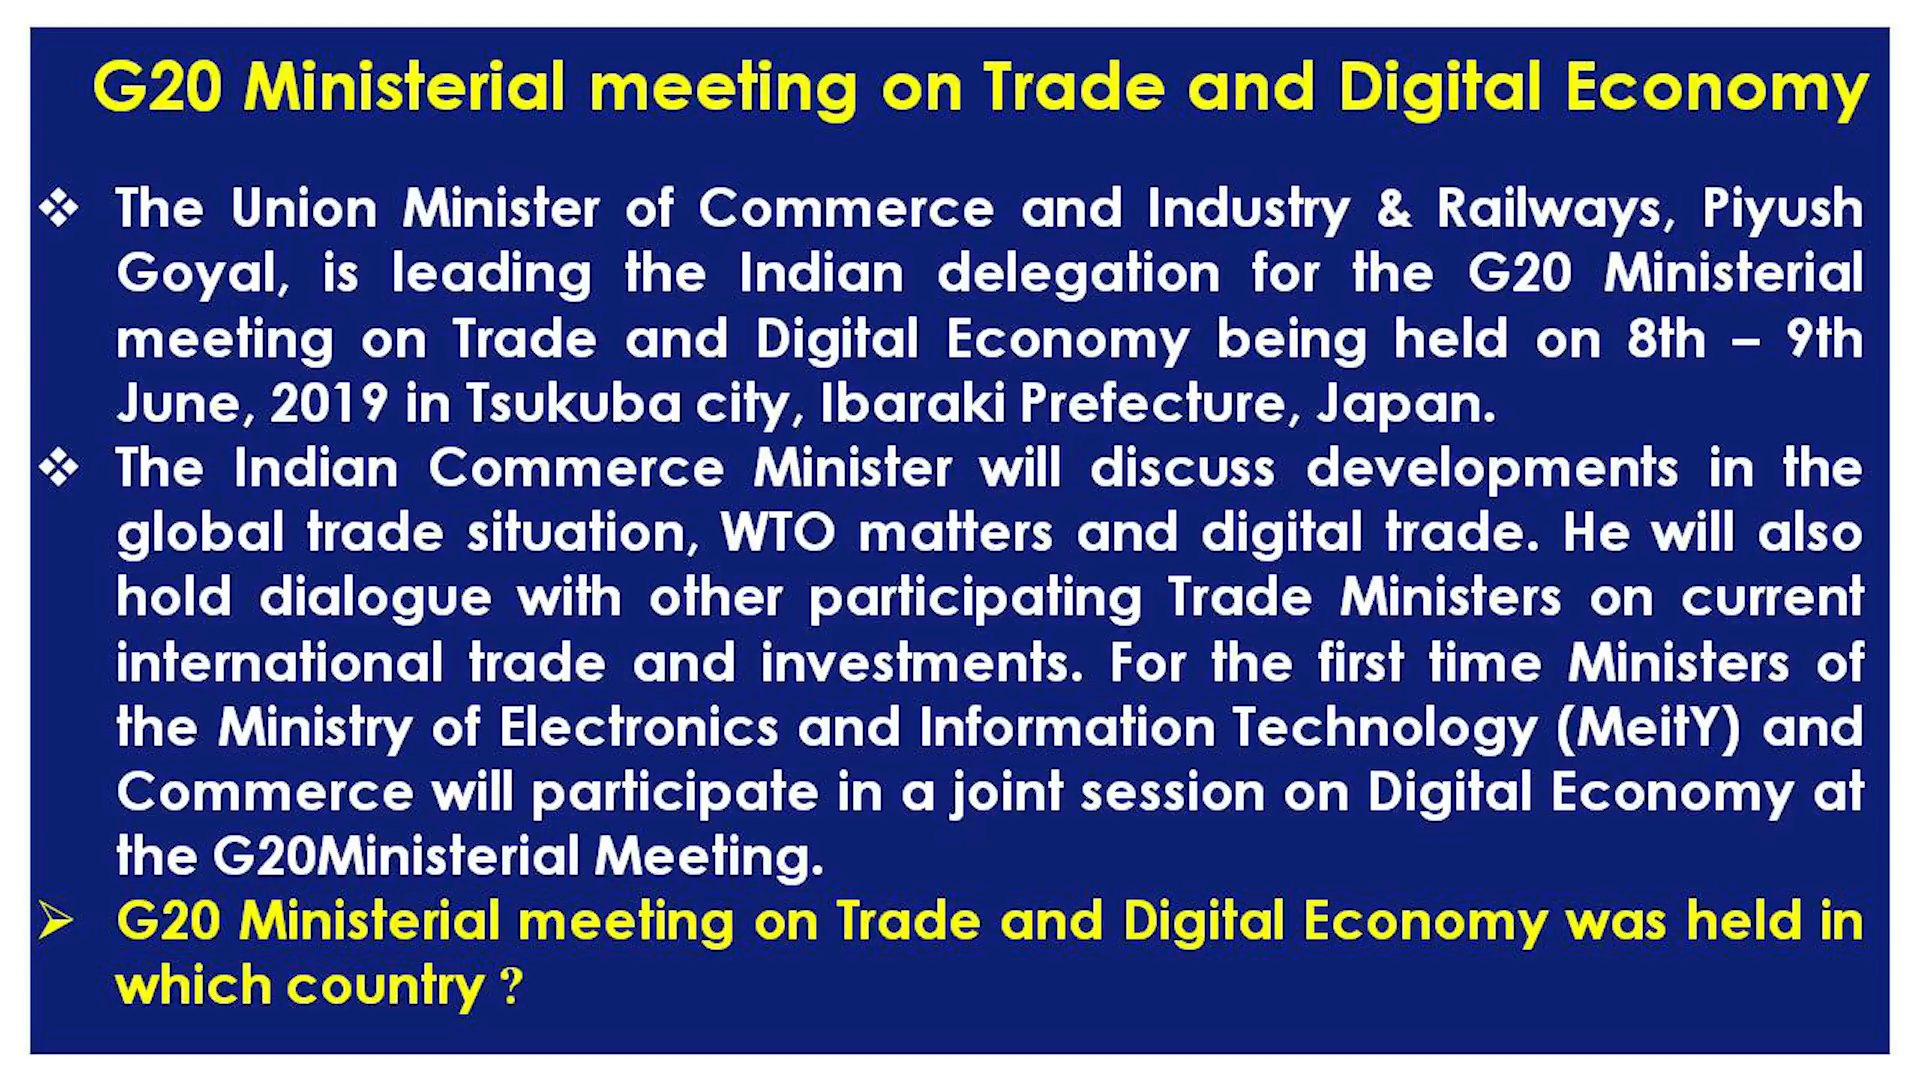 G20 Ministerial meeting on Trade and Digital Economy
❖ The Union Minister of Commerce and Industry & Railways, Piyush
Goyal, is leading the Indian delegation for the G20 Ministerial
meeting on Trade and Digital Economy being held on 8th – 9th
June, 2019 in Tsukuba city, Ibaraki Prefecture, Japan.
❖ The Indian Commerce Minister will discuss developments in the
global trade situation, WTO matters and digital trade. He will also
hold dialogue with other participating Trade Ministers on current
international trade and investments. For the first time Ministers of
the Ministry of Electronics and Information Technology (MeitY) and
Commerce will participate in a joint session on Digital Economy at
the G20Ministerial Meeting.
➢ G20 Ministerial meeting on Trade and Digital Economy was held in
which country ?